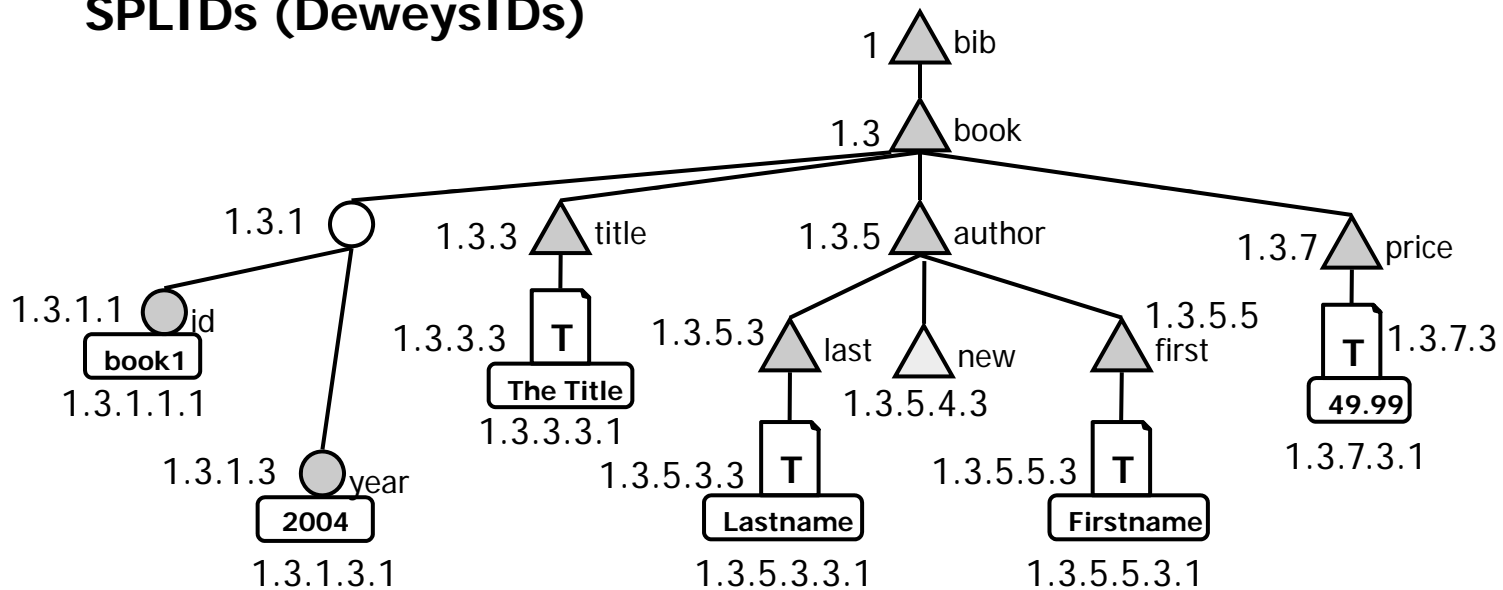 SPLIDs (DeweysIDs)
1 bib
1.3 book
1.3.1
1.3.3 title
1.3.5 author
1.3.7 price
1.3.1.1 id
book1
1.3.1.1.1
1.3.3.3 T
The Title
1.3.3.3.1
1.3.5.3 last
new
1.3.5.4.3
1.3.5.5
first
T 1.3.7.3
49.99
1.3.7.3.1
1.3.1.3 year
2004
1.3.1.3.1
1.3.5.3.3 T
Lastname
1.3.5.3.3.1
1.3.5.5.3 T
Firstname
1.3.5.5.3.1